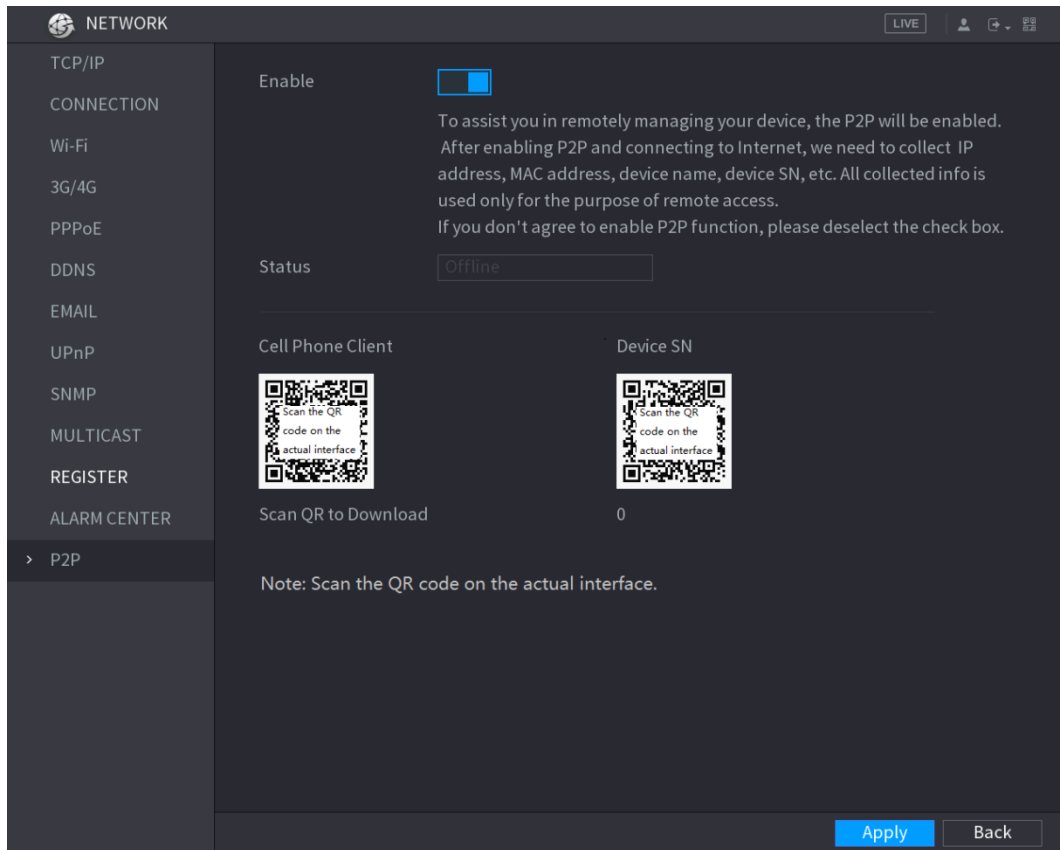 NETWORK
LIVE
TCP/IP
CONNECTION
Wi-Fi
3G/4G
PPPoE
DDNS
EMAIL
UPnP
SNMP
MULTICAST
REGISTER
ALARM CENTER
P2P
Enable
To assist you in remotely managing your device, the P2P will be enabled.
After enabling P2P and connecting to Internet, we need to collect IP
address, MAC address, device name, device SN, etc. All collected info is
used only for the purpose of remote access.
If you don't agree to enable P2P function, please deselect the check box.
Status
Offline
Cell Phone Client
Scan the QR
code on the
actual interface
Scan QR to Download
Device SN
Scan the QR
code on the
actual interface
0
Note: Scan the QR code on the actual interface.
Apply
Back